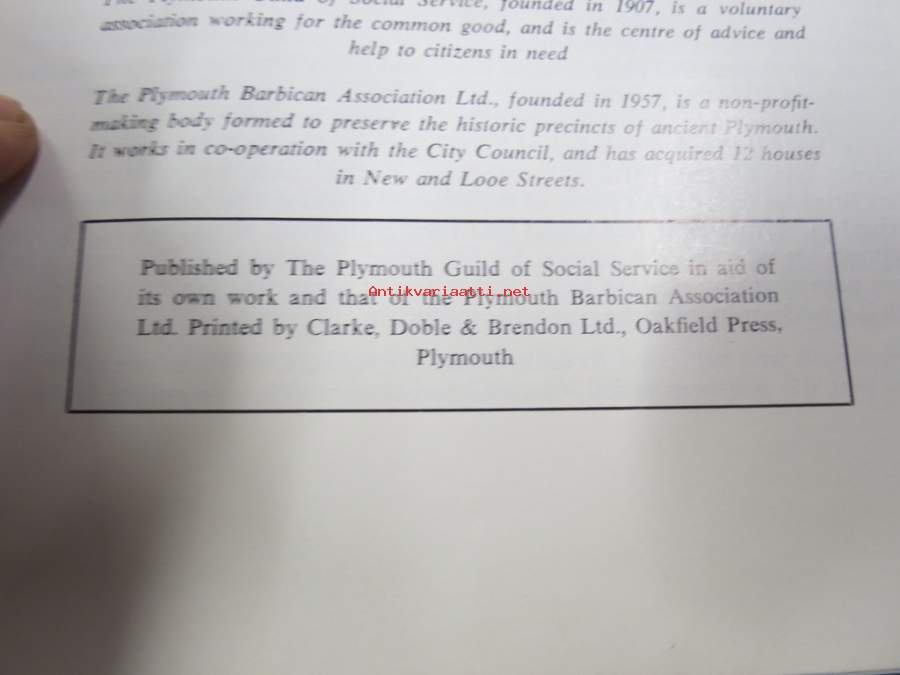 The Plymouth Guild of Social Service, founded in 1907, is a voluntary
association working for the common good, and is the centre of advice and
help to citizens in need
The Plymouth Barbican Association Ltd., founded in 1957, is a non-profit-
making body formed to preserve the historic precincts of ancient Plymouth.
It works in co-operation with the City Council, and has acquired 12 houses
in New and Looe Streets.
Published by The Plymouth Guild of Social Service in aid of
its own work and that of the Plymouth Barbican Association
Antikvariaatti.net
Ltd. Printed by Clarke, Doble & Brendon Ltd., Oakfield Press,
Plymouth